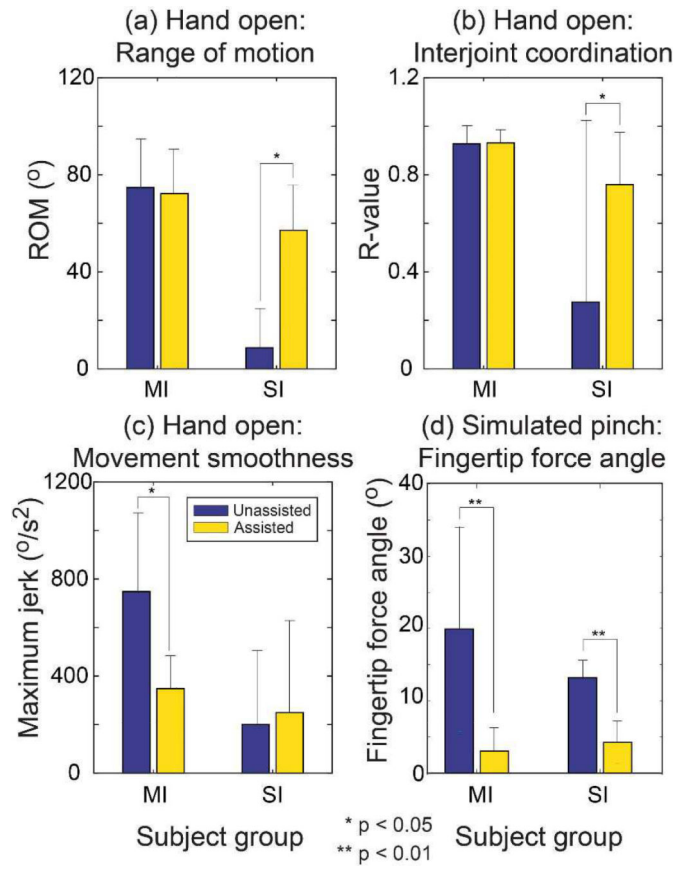 (a) Hand open:
Range of motion
120
80
40
0
ROM (⁰)
*
MI
SI
(b) Hand open:
Interjoint coordination
1.2
0.8
0.4
0
R-value
*
MI
SI
(c) Hand open:
Movement smoothness
1200
800
400
0
Maximum jerk (⁰/s²)
*
Unassisted
Assisted
MI
SI
Subject group
(d) Simulated pinch:
Fingertip force angle
40
30
20
10
0
Fingertip force angle (⁰)
**
**
MI
SI
Subject group
* p < 0.05
** p < 0.01